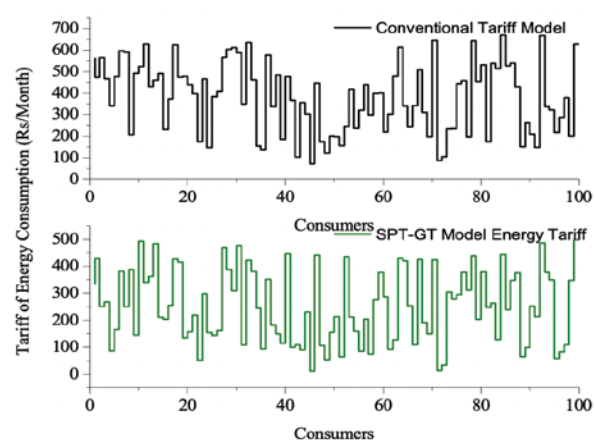 Tariff of Energy Consumption (Rs/Month)
700
600
500
400
300
200
100
0
Conventional Tariff Model
0 20 40 60 80 100
Consumers
500
400
300
200
100
0
SPT-GT Model Energy Tariff
0 20 40 60 80 100
Consumers